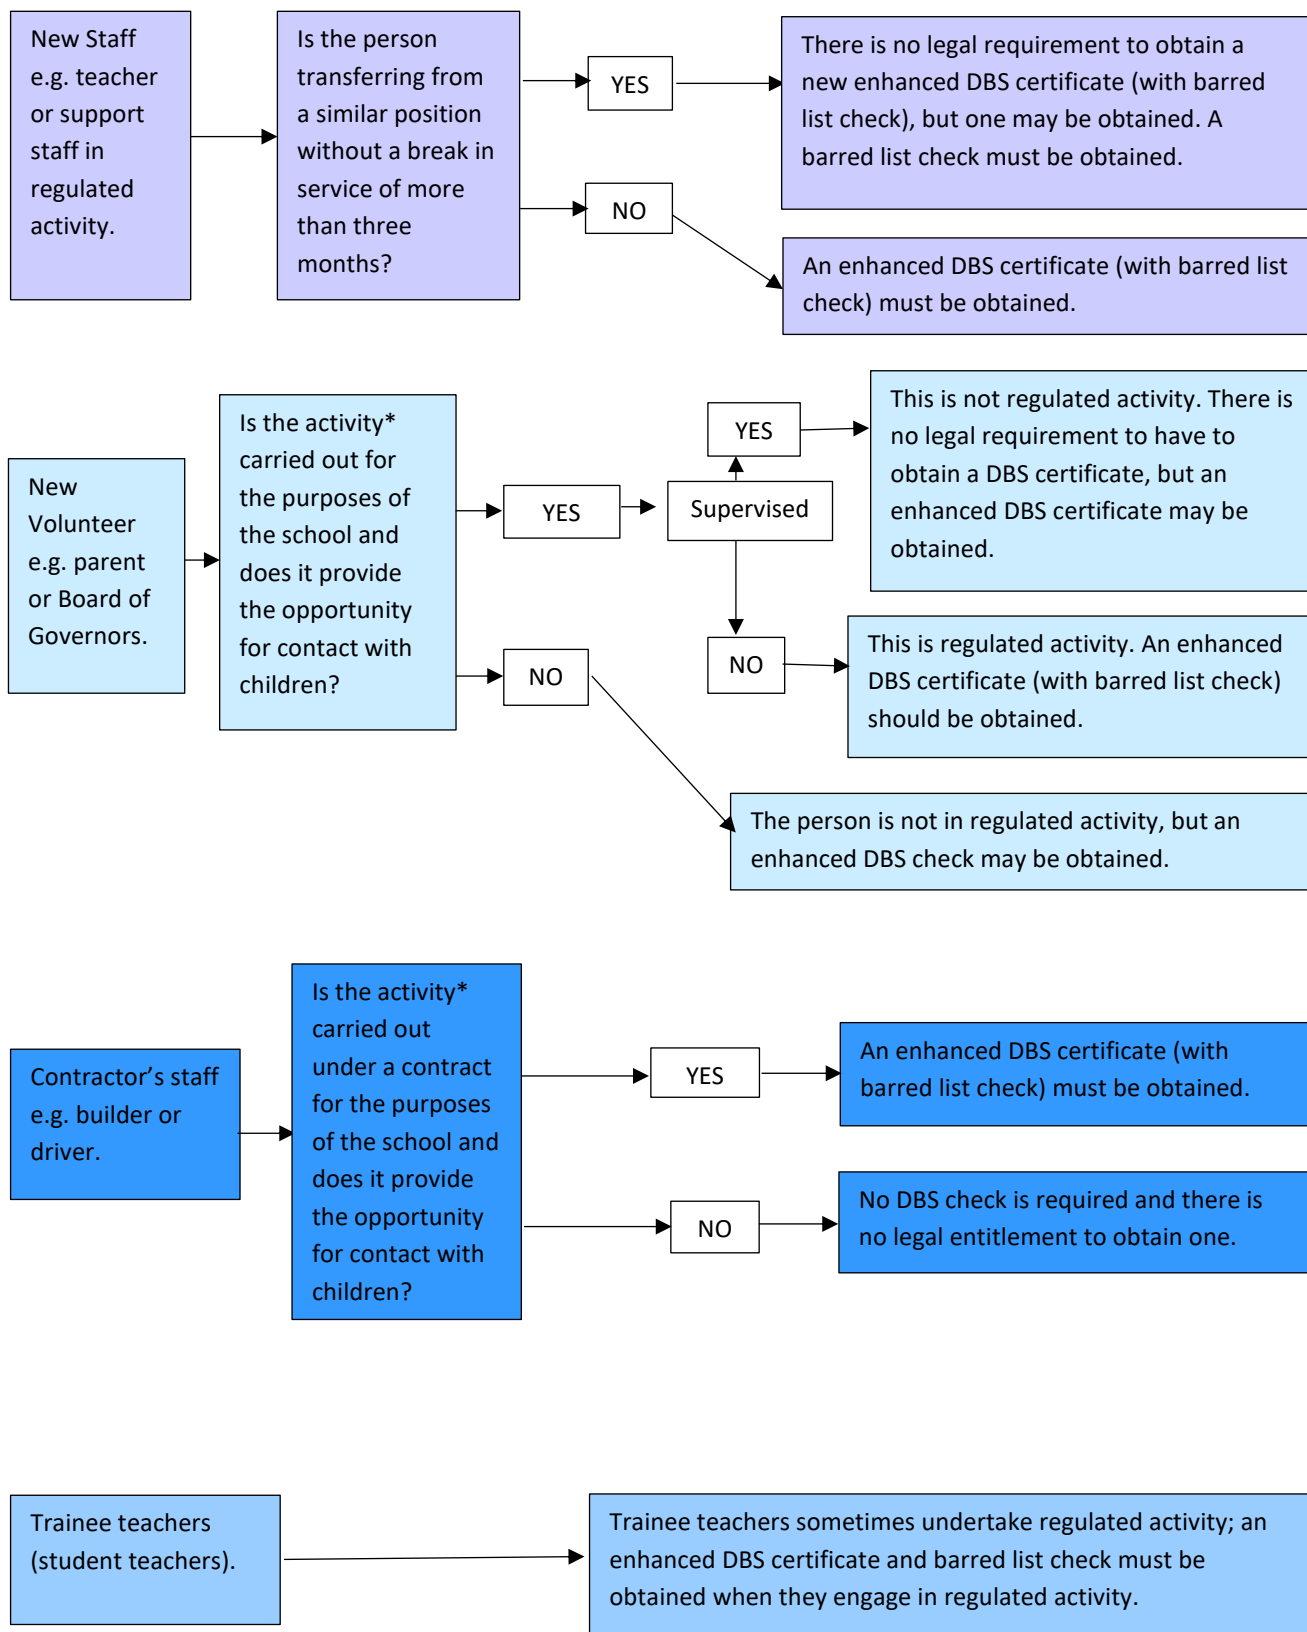 New Staff
e.g. teacher
or support
staff in
regulated
activity.
Is the person
transferring from
a similar position
without a break in
service of more
than three
months?
YES
NO
There is no legal requirement to obtain a
new enhanced DBS certificate (with barred
list check), but one may be obtained. A
barred list check must be obtained.
An enhanced DBS certificate (with barred list
check) must be obtained.
New
Volunteer
e.g. parent
or Board of
Governors.
Is the activity*
carried out for
the purposes of
the school and
does it provide
the opportunity
for contact with
children?
YES
NO
Supervised
YES
NO
This is not regulated activity. There is
no legal requirement to have to
obtain a DBS certificate, but an
enhanced DBS certificate may be
obtained.
This is regulated activity. An enhanced
DBS certificate (with barred list check)
should be obtained.
The person is not in regulated activity, but an
enhanced DBS check may be obtained.
Contractor’s staff
e.g. builder or
driver.
Is the activity*
carried out
under a contract
for the purposes
of the school and
does it provide
the opportunity
for contact with
children?
YES
NO
An enhanced DBS certificate (with
barred list check) must be obtained.
No DBS check is required and there is
no legal entitlement to obtain one.
Trainee teachers
(student teachers).
Trainee teachers sometimes undertake regulated activity; an
enhanced DBS certificate and barred list check must be
obtained when they engage in regulated activity.